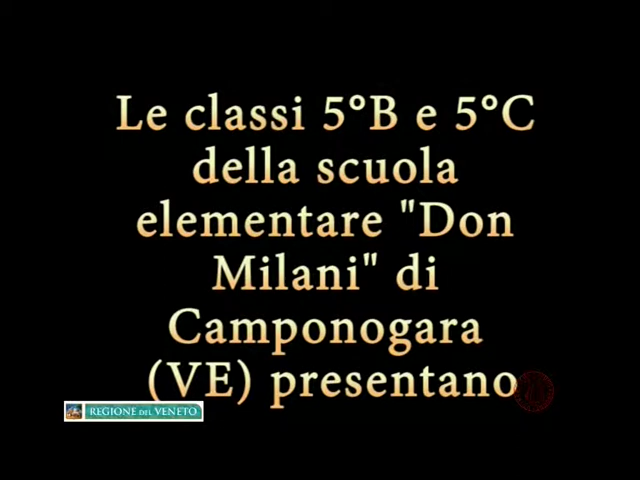 Le classi 5°B e 5°C
della scuola
elementare "Don
Milani" di
Camponogara
(VE) presentano
REGIONE DEL VENETO